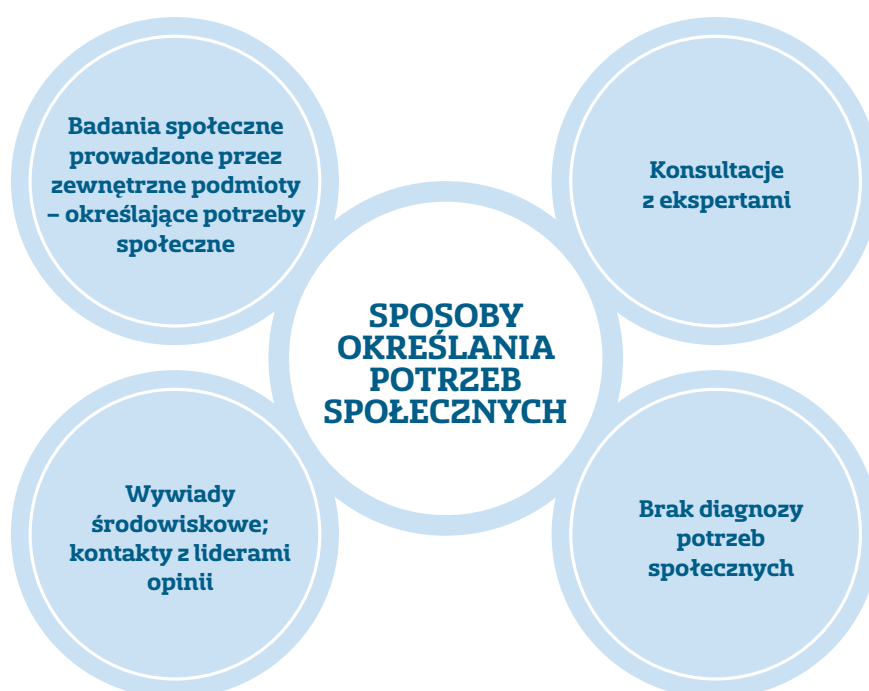 Badania społeczne
prowadzone przez
zewnętrzne podmioty
– określające potrzeby
społeczne
Konsultacje
z ekspertami
SPOSOBY
OKREŚLANIA
POTRZEB
SPOŁECZNYCH
Wywiady
środowiskowe;
kontakty z liderami
opinii
Brak diagnozy
potrzeb
społecznych